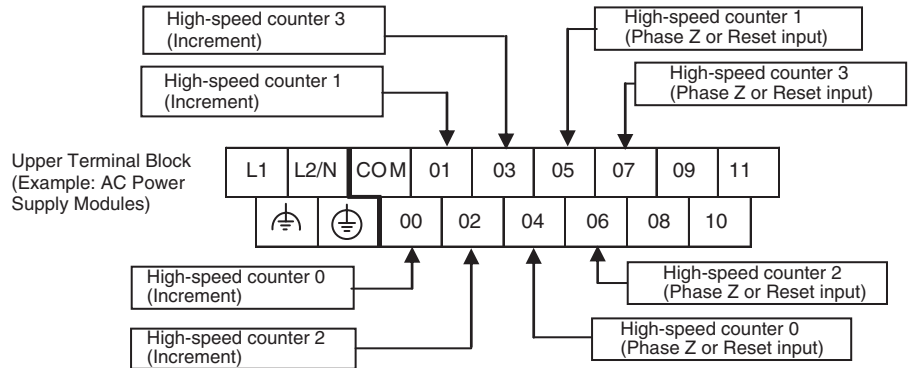 High-speed counter 3
(Increment)
High-speed counter 1
(Phase Z or Reset input)
High-speed counter 1
(Increment)
High-speed counter 3
(Phase Z or Reset input)
Upper Terminal Block
(Example: AC Power
Supply Modules)
L1 L2/N COM 01 03 05 07 09 11
00 02 04 06 08 10
High-speed counter 0
(Increment)
High-speed counter 2
(Phase Z or Reset input)
High-speed counter 2
(Increment)
High-speed counter 0
(Phase Z or Reset input)